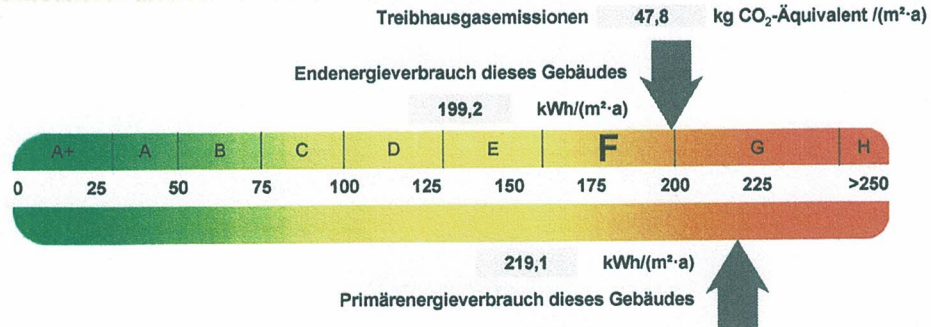 Treibhausgasemissionen 47,8 kg CO₂-Äquivalent /(m²·a)
Endenergieverbrauch dieses Gebäudes
199,2 kWh/(m²·a)
A+ A B C D E F G H
0 25 50 75 100 125 150 175 200 225 >250
219,1 kWh/(m²·a)
Primärenergieverbrauch dieses Gebäudes